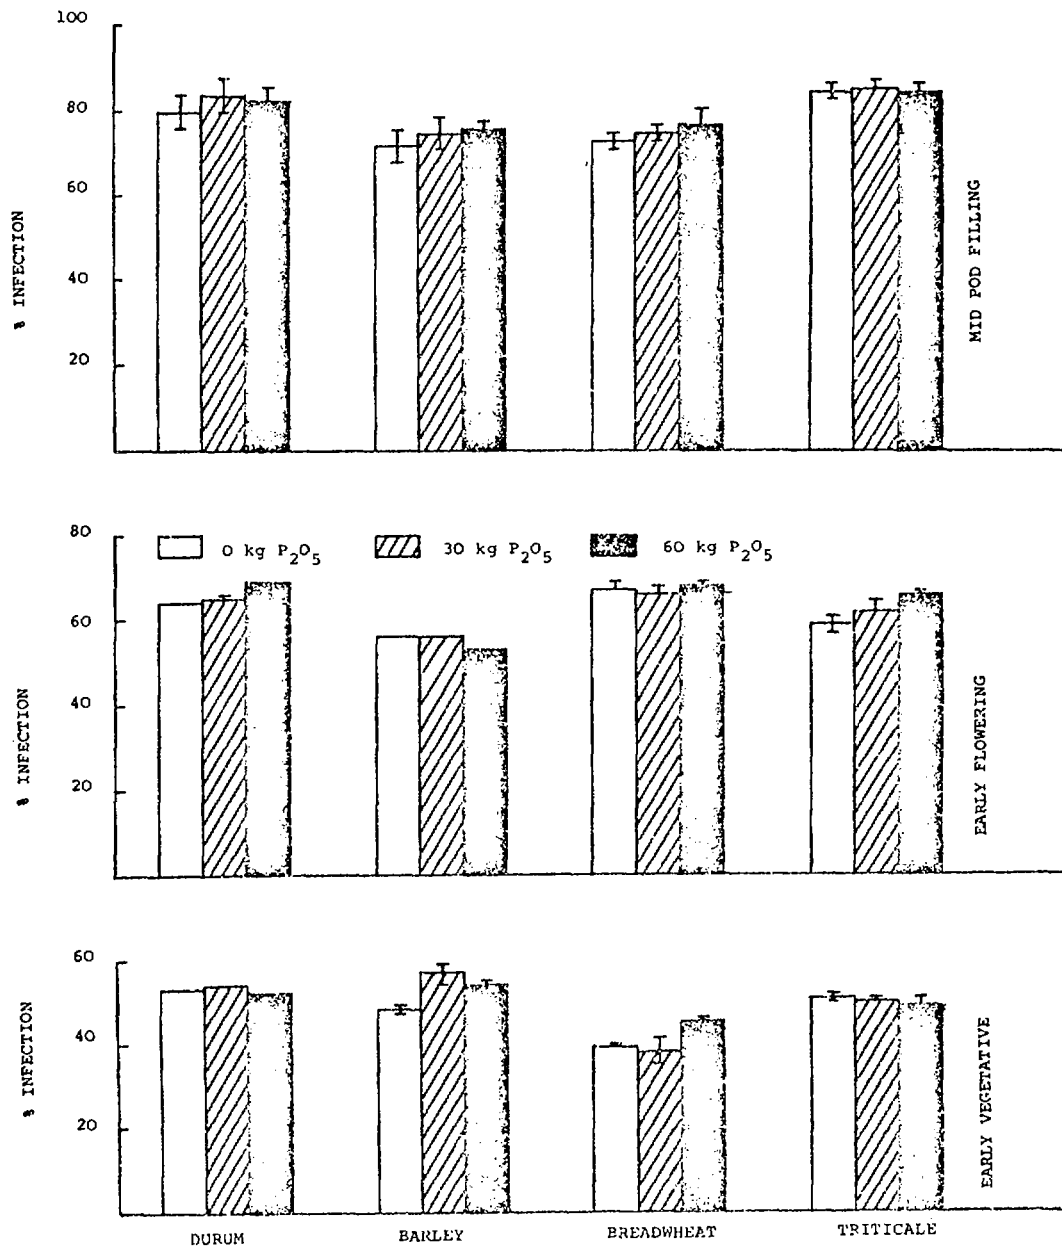 100
80
60
40
20
% INFECTION
MID POD FILLING
80
60
40
20
% INFECTION
0 kg P₂O₅
30 kg P₂O₅
60 kg P₂O₅
EARLY FLOWERING
60
40
20
% INFECTION
EARLY VEGETATIVE
DURUM
BARLEY
BREADWHEAT
TRITICALE